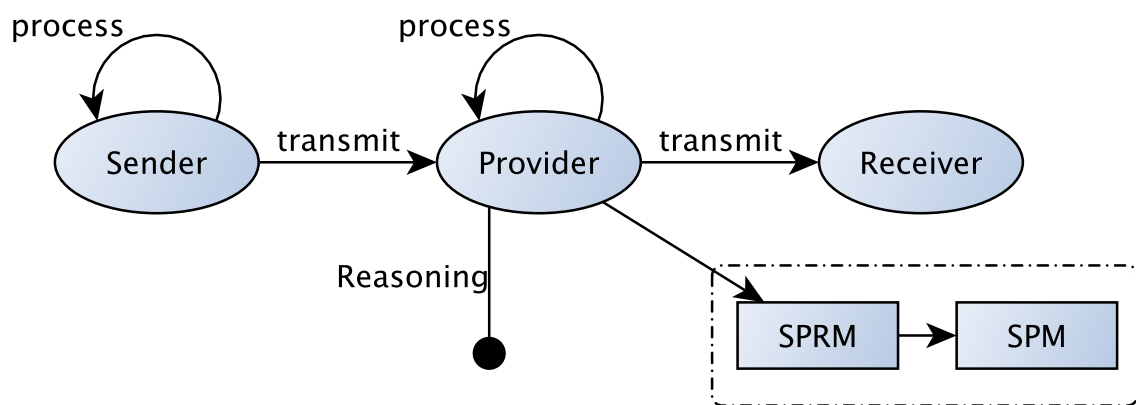 process
process
Sender
transmit
Provider
transmit
Receiver
Reasoning
SPRM
SPM